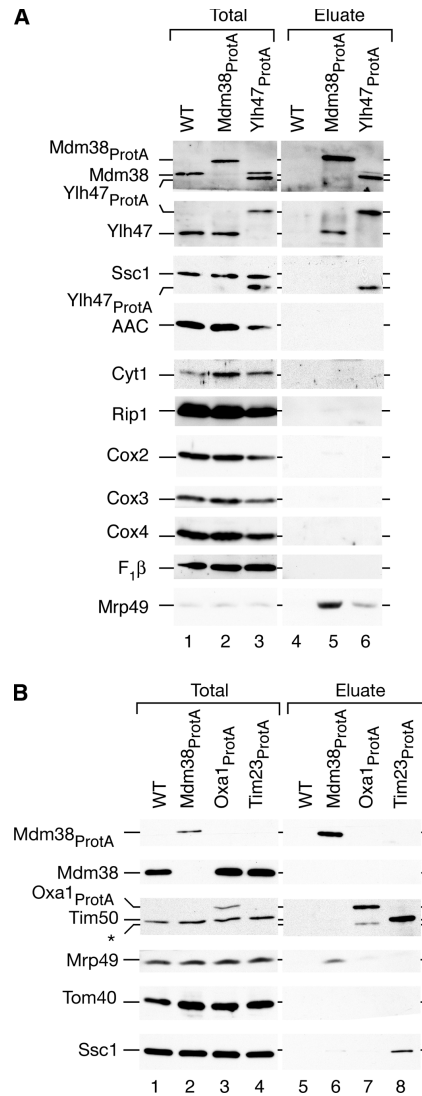 A
Total Eluate
WT Mdm38ProtA Ylh47ProtA WT Mdm38ProtA Ylh47ProtA
Mdm38ProtA
Mdm38
Ylh47ProtA
Ylh47
Ssc1
Ylh47ProtA
AAC
Cyt1
Rip1
Cox2
Cox3
Cox4
F1β
Mrp49
1 2 3 4 5 6
B
Total Eluate
WT Mdm38ProtA Oxa1ProtA Tim23ProtA WT Mdm38ProtA Oxa1ProtA Tim23ProtA
Mdm38ProtA
Mdm38
Oxa1ProtA
Tim50
*
Mrp49
Tom40
Ssc1
1 2 3 4 5 6 7 8